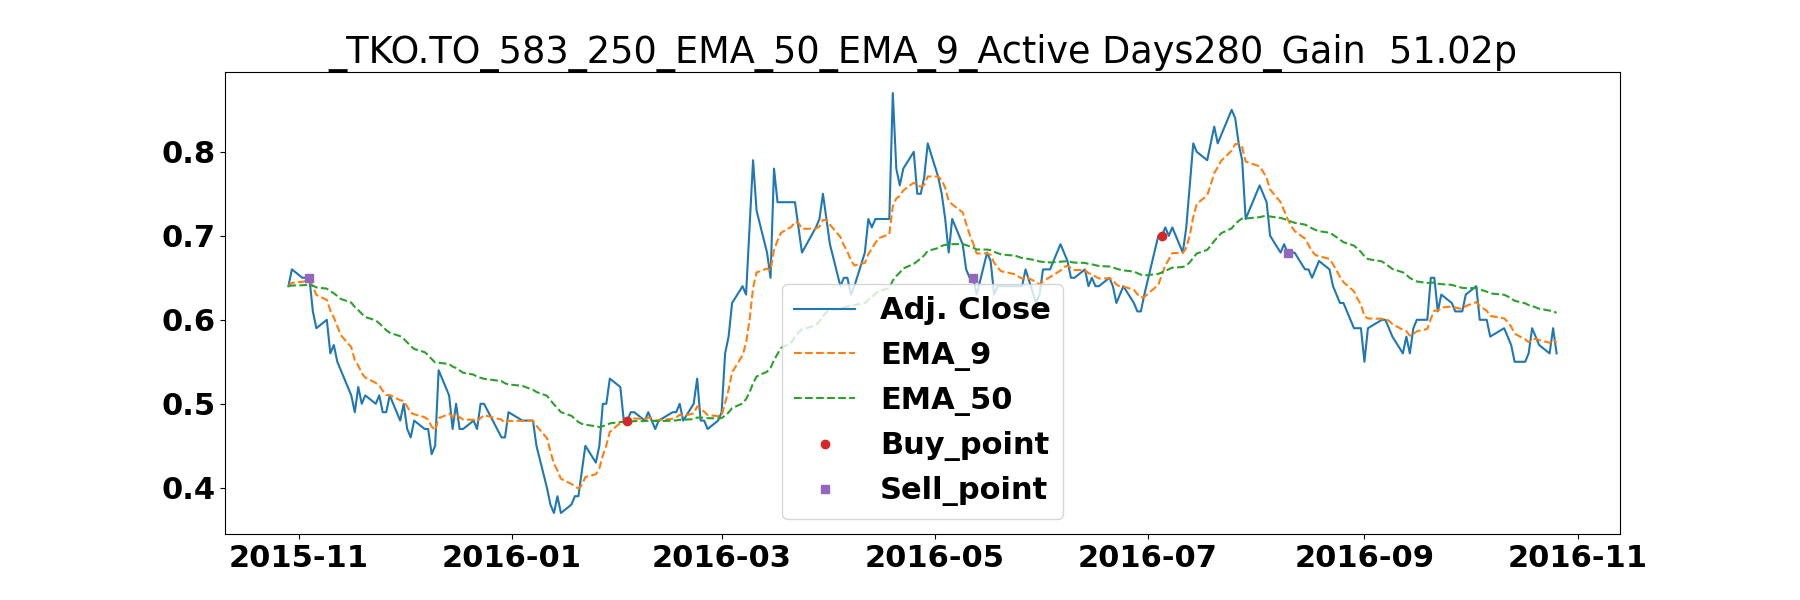 _TKO.TO_583_250_EMA_50_EMA_9_Active Days280_Gain  51.02p
0.8
0.7
0.6
0.5
0.4
Adj. Close
EMA_9
EMA_50
Buy_point
Sell_point
2015-11 2016-01 2016-03 2016-05 2016-07 2016-09 2016-11